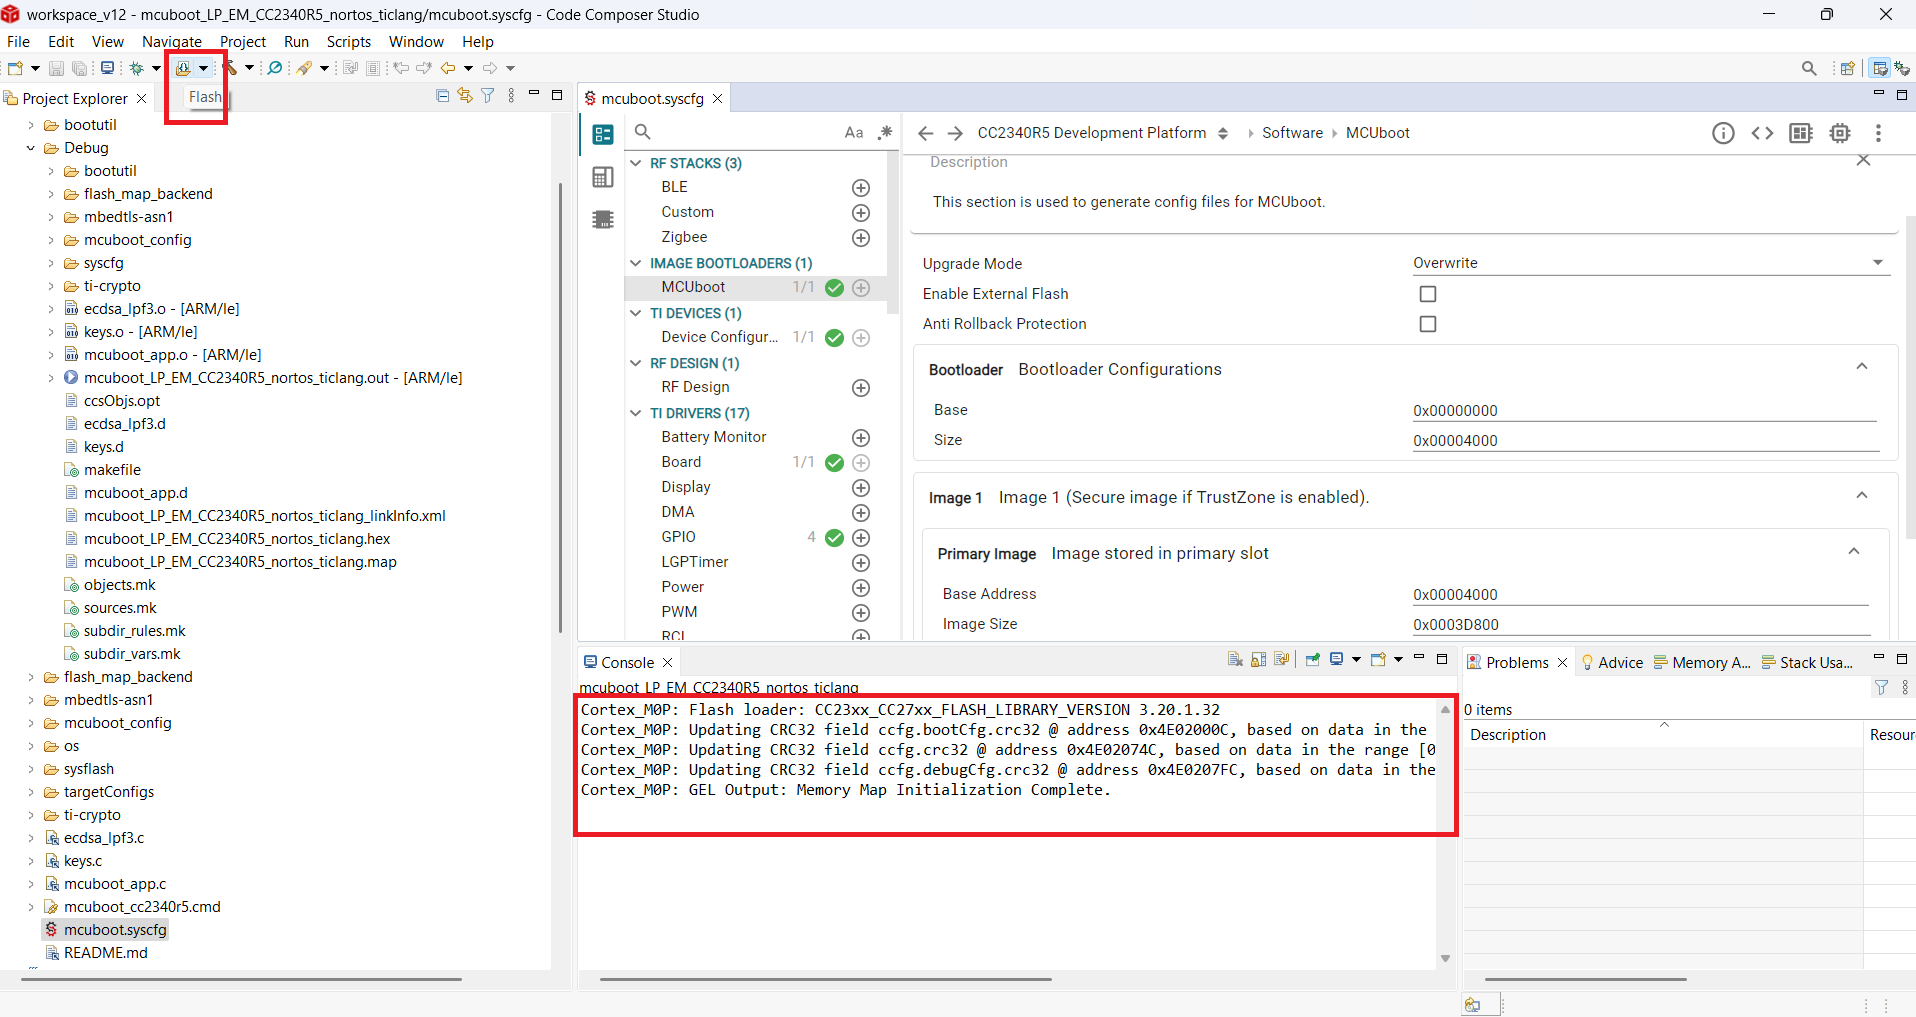 workspace_v12 - mcuboot_LP_EM_CC2340R5_nortos_ticlang/mcuboot.syscfg - Code Composer Studio
File Edit View Navigate Project Run Scripts Window Help
Flash
Project Explorer
bootutil
Debug
bootutil
flash_map_backend
mbedtls-asn1
mcuboot_config
syscfg
ti-crypto
ecdsa_lpf3.o - [ARM/le]
keys.o - [ARM/le]
mcuboot_app.o - [ARM/le]
mcuboot_LP_EM_CC2340R5_nortos_ticlang.out - [ARM/le]
ccsObjs.opt
ecdsa_lpf3.d
keys.d
makefile
mcuboot_app.d
mcuboot_LP_EM_CC2340R5_nortos_ticlang_linkInfo.xml
mcuboot_LP_EM_CC2340R5_nortos_ticlang.hex
mcuboot_LP_EM_CC2340R5_nortos_ticlang.map
objects.mk
sources.mk
subdir_rules.mk
subdir_vars.mk
flash_map_backend
mbedtls-asn1
mcuboot_config
os
sysflash
targetConfigs
ti-crypto
ecdsa_lpf3.c
keys.c
mcuboot_app.c
mcuboot_cc2340r5.cmd
mcuboot.syscfg
README.md
mcuboot.syscfg
Aa .*
RF STACKS (3)
BLE
Custom
Zigbee
IMAGE BOOTLOADERS (1)
MCUboot 1/1
TI DEVICES (1)
Device Configur... 1/1
RF DESIGN (1)
RF Design
TI DRIVERS (17)
Battery Monitor
Board 1/1
Display
DMA
GPIO 4
LGPTimer
Power
PWM
RCL
CC2340R5 Development Platform Software MCUboot
Description
This section is used to generate config files for MCUboot.
Upgrade Mode Overwrite
Enable External Flash
Anti Rollback Protection
Bootloader Bootloader Configurations
Base 0x00000000
Size 0x00004000
Image 1 Image 1 (Secure image if TrustZone is enabled).
Primary Image Image stored in primary slot
Base Address 0x00004000
Image Size 0x0003D800
Console
mcuboot_LP_EM_CC2340R5_nortos_ticlang
Cortex_M0P: Flash loader: CC23xx_CC27xx_FLASH_LIBRARY_VERSION 3.20.1.32
Cortex_M0P: Updating CRC32 field ccfg.bootCfg.crc32 @ address 0x4E02000C, based on data in the
Cortex_M0P: Updating CRC32 field ccfg.crc32 @ address 0x4E02074C, based on data in the range [0
Cortex_M0P: Updating CRC32 field ccfg.debugCfg.crc32 @ address 0x4E0207FC, based on data in the
Cortex_M0P: GEL Output: Memory Map Initialization Complete.
Problems Advice Memory A... Stack Usa...
0 items
Description Resour